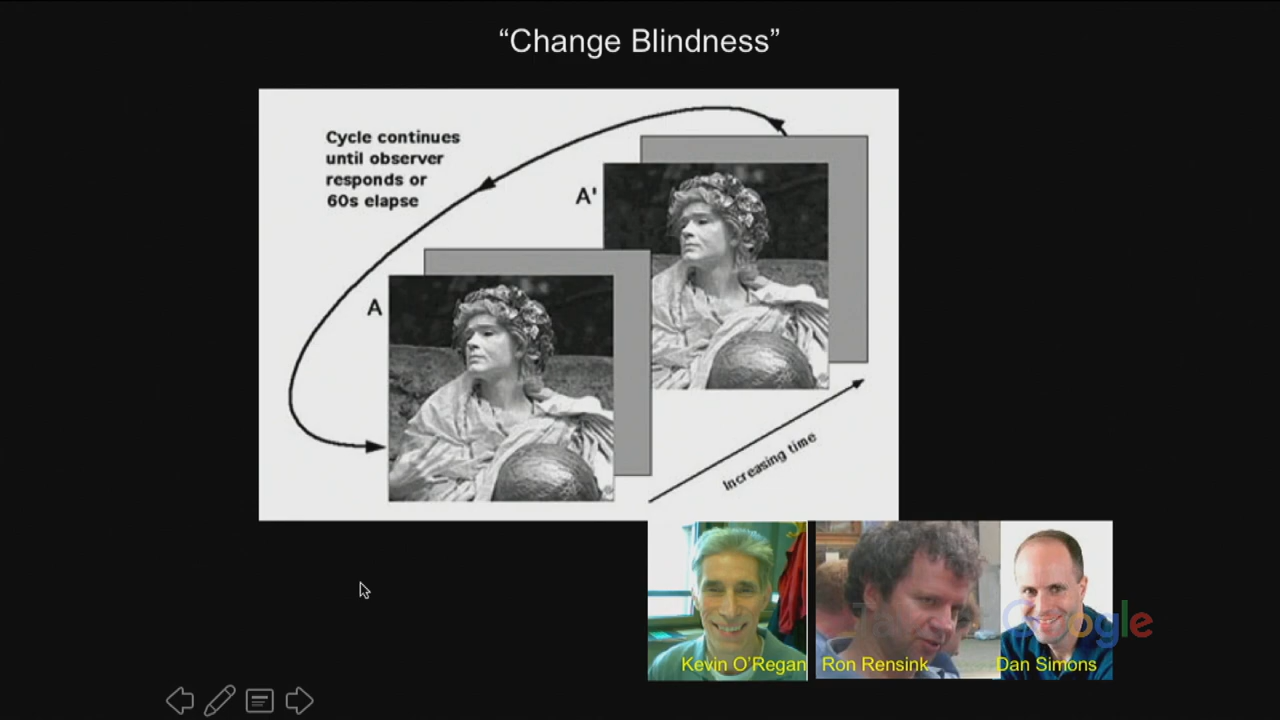 “Change Blindness”
Cycle continues
until observer
responds or
60s elapse
A'
A
Increasing time
Google
Kevin O'Regan
Ron Rensink
Dan Simons